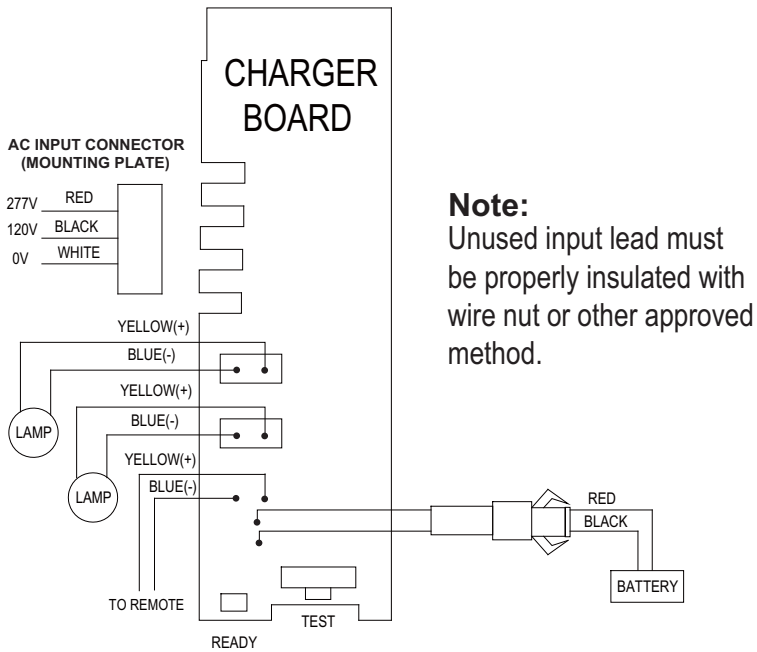 CHARGER
BOARD
AC INPUT CONNECTOR
(MOUNTING PLATE)
277V RED
120V BLACK
0V WHITE
Note:
Unused input lead must
be properly insulated with
wire nut or other approved
method.
YELLOW(+)
BLUE(-)
YELLOW(+)
BLUE(-)
LAMP
YELLOW(+)
BLUE(-)
LAMP
RED
BLACK
BATTERY
TO REMOTE
TEST
READY